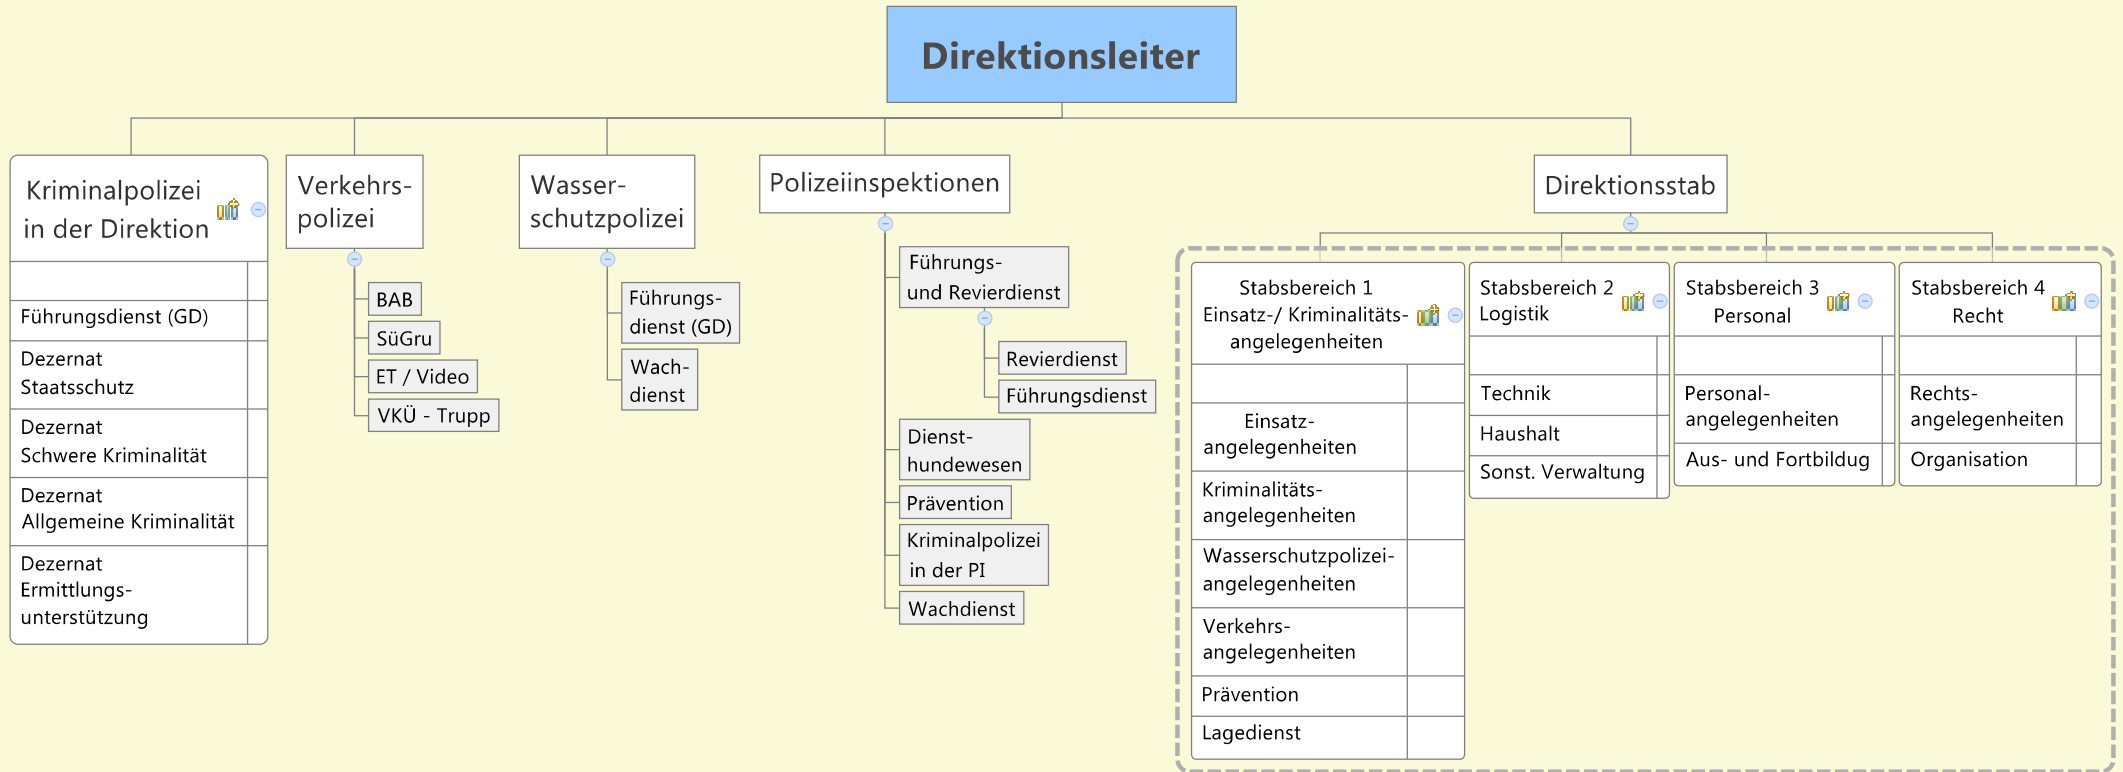 Direktionsleiter
Kriminalpolizei
in der Direktion
Führungsdienst (GD)
Dezernat
Staatsschutz
Dezernat
Schwere Kriminalität
Dezernat
Allgemeine Kriminalität
Dezernat
Ermittlungs-
unterstützung
Verkehrs-
polizei
BAB
SüGru
ET / Video
VKÜ - Trupp
Wasser-
schutzpolizei
Führungs-
dienst (GD)
Wach-
dienst
Polizeiinspektionen
Führungs-
und Revierdienst
Revierdienst
Führungsdienst
Dienst-
hundewesen
Prävention
Kriminalpolizei
in der PI
Wachdienst
Direktionsstab
Stabsbereich 1
Einsatz-/ Kriminalitäts-
angelegenheiten
Einsatz-
angelegenheiten
Kriminalitäts-
angelegenheiten
Wasserschutzpolizei-
angelegenheiten
Verkehrs-
angelegenheiten
Prävention
Lagedienst
Stabsbereich 2
Logistik
Technik
Haushalt
Sonst. Verwaltung
Stabsbereich 3
Personal
Personal-
angelegenheiten
Aus- und Fortbildug
Stabsbereich 4
Recht
Rechts-
angelegenheiten
Organisation